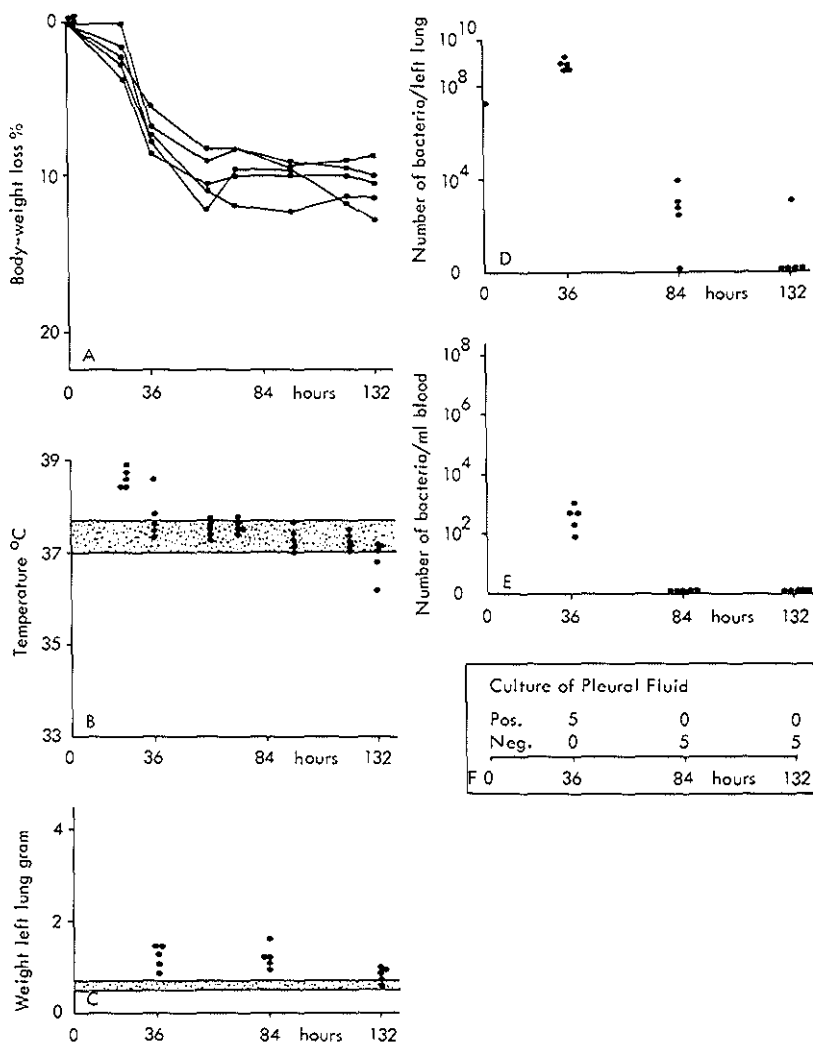 0
10
20
Body-weight loss %
A
0 36 84 hours 132
39
37
35
33
Temperature °C
B
0 36 84 hours 132
4
2
0
Weight left lung gram
C
0 36 84 hours 132
10^10
10^8
10^4
0
Number of bacteria/left lung
D
0 36 84 hours 132
10^8
10^6
10^4
10^2
0
Number of bacteria/ml blood
E
0 36 84 hours 132
Culture of Pleural Fluid
Pos. 5 0 0
Neg. 0 5 5
F 0 36 84 hours 132